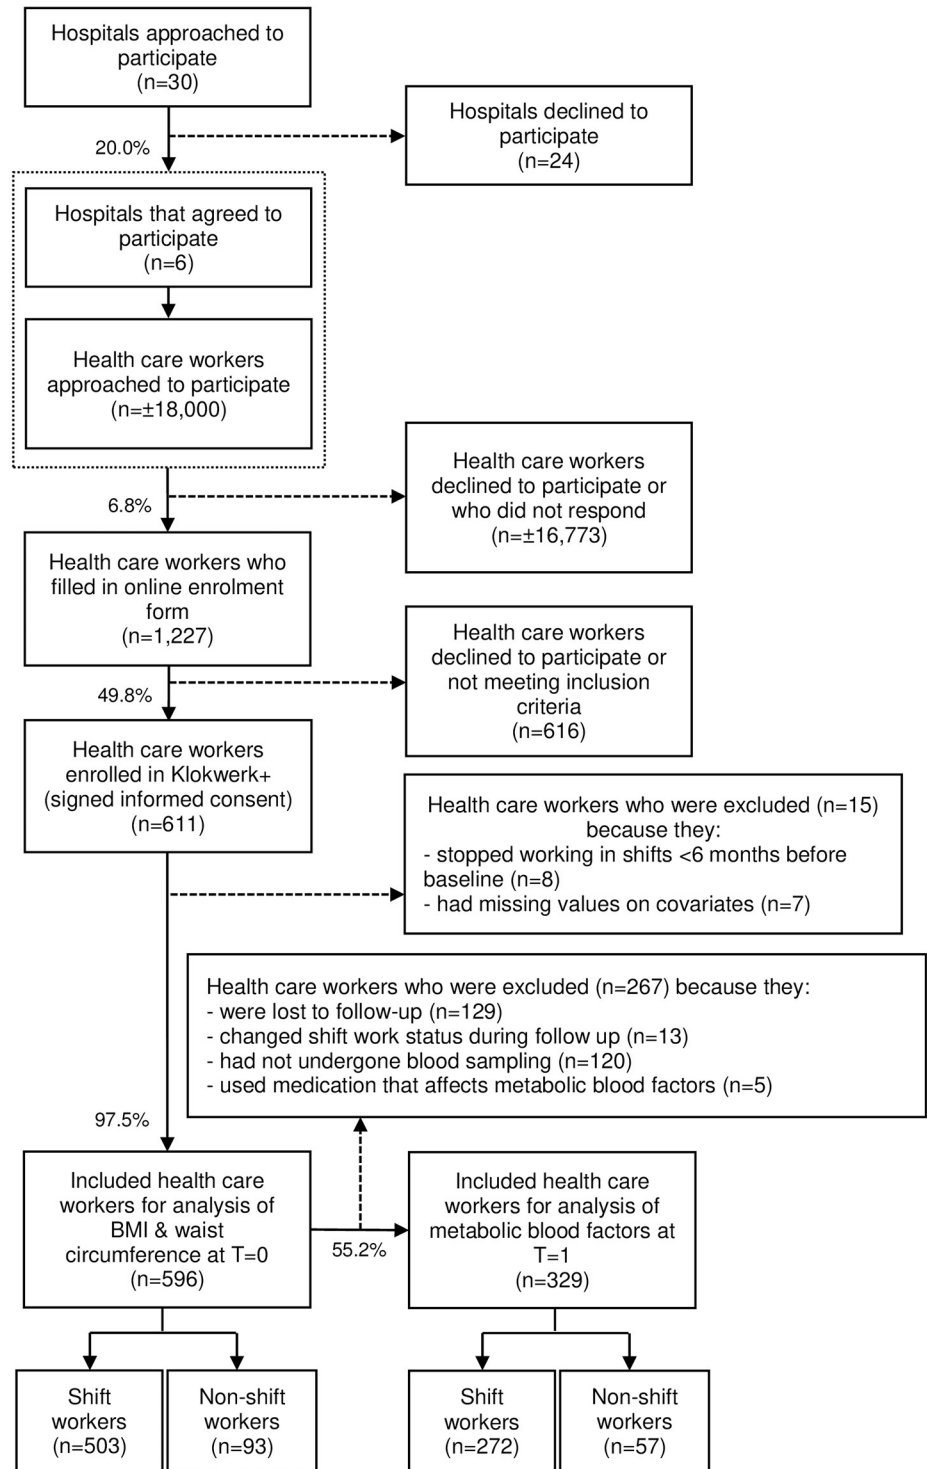 Hospitals approached to
participate
(n=30)
Hospitals declined to
participate
(n=24)
20.0%
Hospitals that agreed to
participate
(n=6)
Health care workers
approached to participate
(n=±18,000)
Health care workers
declined to participate or
who did not respond
(n=±16,773)
6.8%
Health care workers who
filled in online enrolment
form
(n=1,227)
Health care workers
declined to participate or
not meeting inclusion
criteria
(n=616)
49.8%
Health care workers
enrolled in Klokwerk+
(signed informed consent)
(n=611)
Health care workers who were excluded (n=15)
because they:
- stopped working in shifts <6 months before
baseline (n=8)
- had missing values on covariates (n=7)
Health care workers who were excluded (n=267) because they:
- were lost to follow-up (n=129)
- changed shift work status during follow up (n=13)
- had not undergone blood sampling (n=120)
- used medication that affects metabolic blood factors (n=5)
97.5%
Included health care
workers for analysis of
BMI & waist
circumference at T=0
(n=596)
55.2%
Included health care
workers for analysis of
metabolic blood factors at
T=1
(n=329)
Shift
workers
(n=503)
Non-shift
workers
(n=93)
Shift
workers
(n=272)
Non-shift
workers
(n=57)